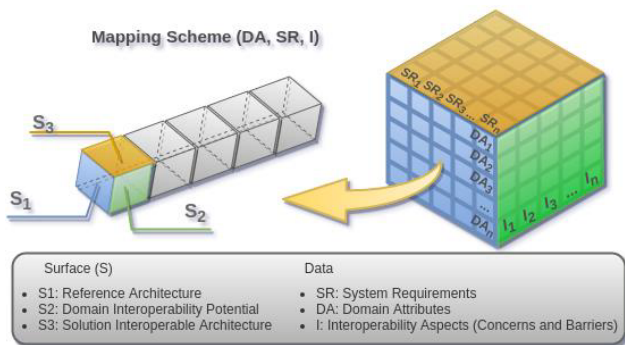 Mapping Scheme (DA, SR, I)
S3
S1
S2
SR1 SR2 SR3 ... SRn
DA1
DA2
DA3
...
DAn
I1 I2 I3 ... In
Surface (S)
S1: Reference Architecture
S2: Domain Interoperability Potential
S3: Solution Interoperable Architecture
Data
SR: System Requirements
DA: Domain Attributes
I: Interoperability Aspects (Concerns and Barriers)